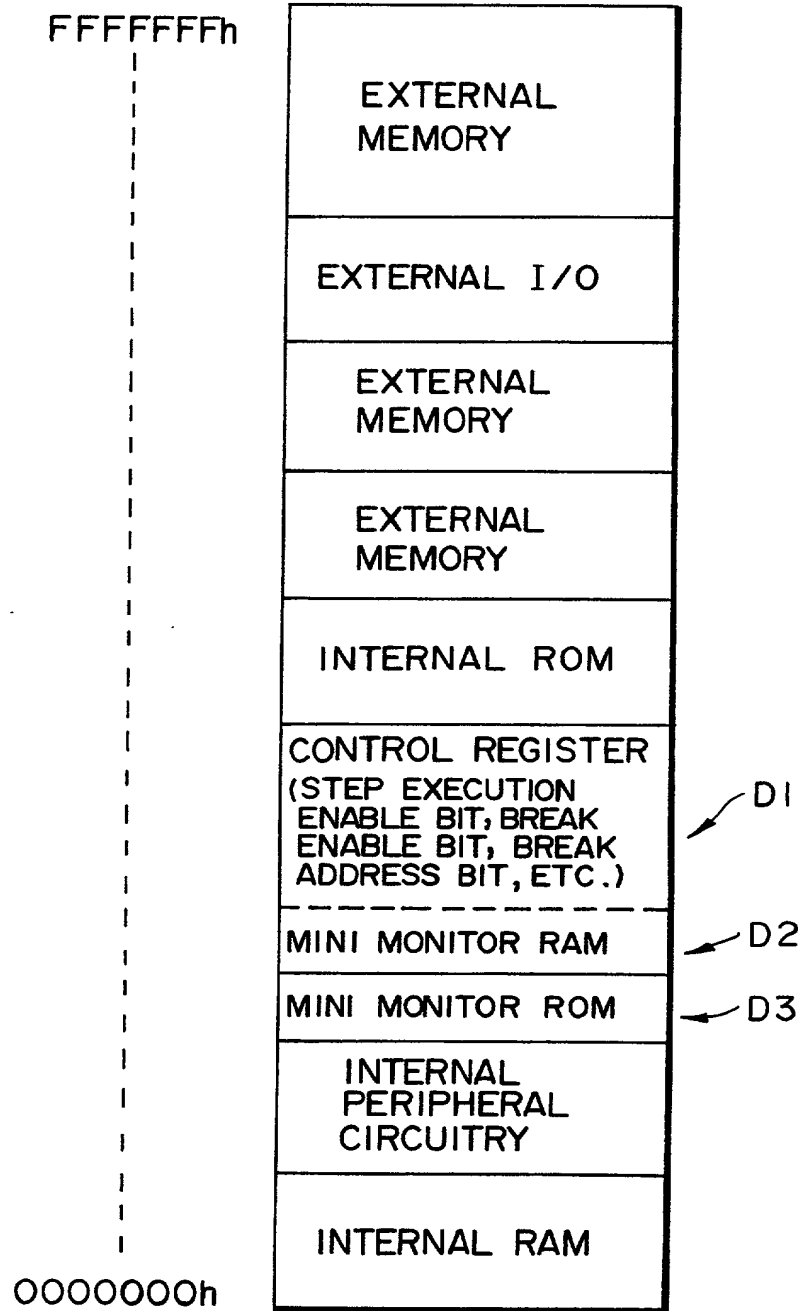 FFFFFFFh
EXTERNAL
MEMORY
EXTERNAL I/O
EXTERNAL
MEMORY
EXTERNAL
MEMORY
INTERNAL ROM
CONTROL REGISTER
(STEP EXECUTION
ENABLE BIT, BREAK
ENABLE BIT, BREAK
ADDRESS BIT, ETC.)
D1
MINI MONITOR RAM
D2
MINI MONITOR ROM
D3
INTERNAL
PERIPHERAL
CIRCUITRY
INTERNAL RAM
0000000h